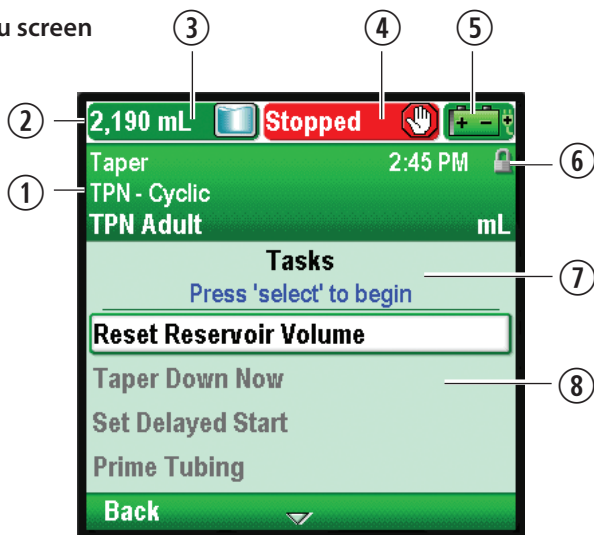 u screen
③ ④ ⑤
② 2,190 mL Stopped + -
Taper 2:45 PM ⑥
① TPN - Cyclic
TPN Adult mL
Tasks ⑦
Press 'select' to begin
Reset Reservoir Volume
Taper Down Now ⑧
Set Delayed Start
Prime Tubing
Back